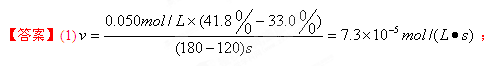 【答案】(1) v = 0.050mol / L × (41.8% − 33.0%) / (180 − 120)s = 7.3×10⁻⁵ mol /(L●s) ；